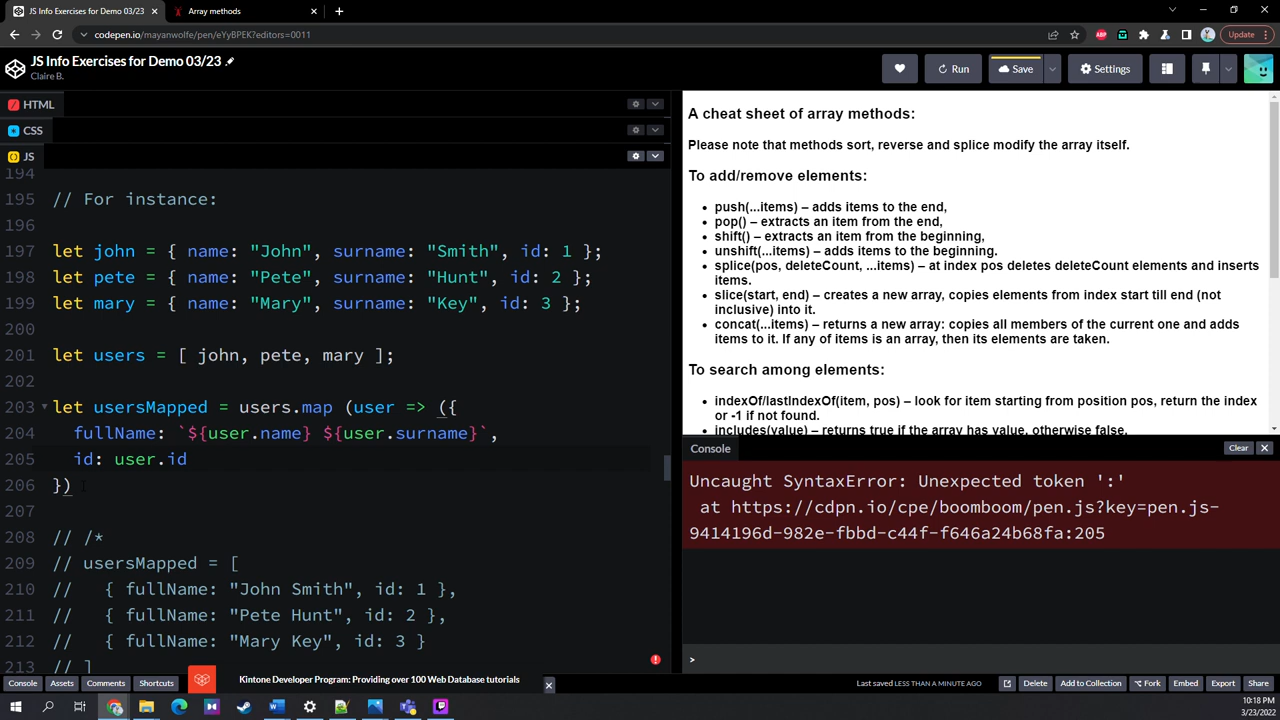 JS Info Exercises for Demo 03/23
Array methods
codepen.io/mayanwolfe/pen/eYyBPEK?editors=0011
Update
JS Info Exercises for Demo 03/23
Claire B.
Run
Save
Settings
HTML
CSS
JS
194
195 // For instance:
196
197 let john = { name: "John", surname: "Smith", id: 1 };
198 let pete = { name: "Pete", surname: "Hunt", id: 2 };
199 let mary = { name: "Mary", surname: "Key", id: 3 };
200
201 let users = [ john, pete, mary ];
202
203 let usersMapped = users.map (user => ({
204 fullName: `${user.name} ${user.surname}`,
205 id: user.id
206 })
207
208 // /*
209 // usersMapped = [
210 // { fullName: "John Smith", id: 1 },
211 // { fullName: "Pete Hunt", id: 2 },
212 // { fullName: "Mary Key", id: 3 }
213 // ]
A cheat sheet of array methods:
Please note that methods sort, reverse and splice modify the array itself.
To add/remove elements:
• push(...items) – adds items to the end,
• pop() – extracts an item from the end,
• shift() – extracts an item from the beginning,
• unshift(...items) – adds items to the beginning.
• splice(pos, deleteCount, ...items) – at index pos deletes deleteCount elements and inserts
items.
• slice(start, end) – creates a new array, copies elements from index start till end (not
inclusive) into it.
• concat(...items) – returns a new array: copies all members of the current one and adds
items to it. If any of items is an array, then its elements are taken.
To search among elements:
• indexOf/lastIndexOf(item, pos) – look for item starting from position pos, return the index
or -1 if not found.
• includes(value) – returns true if the array has value, otherwise false.
Console
Clear
Uncaught SyntaxError: Unexpected token ':'
at https://cdpn.io/cpe/boomboom/pen.js?key=pen.js-
9414196d-982e-fbbd-c44f-f646a24b68fa:205
>
Console
Assets
Comments
Shortcuts
Kintone Developer Program: Providing over 100 Web Database tutorials
Last saved LESS THAN A MINUTE AGO
Delete
Add to Collection
Fork
Embed
Export
Share
10:18 PM
3/23/2022